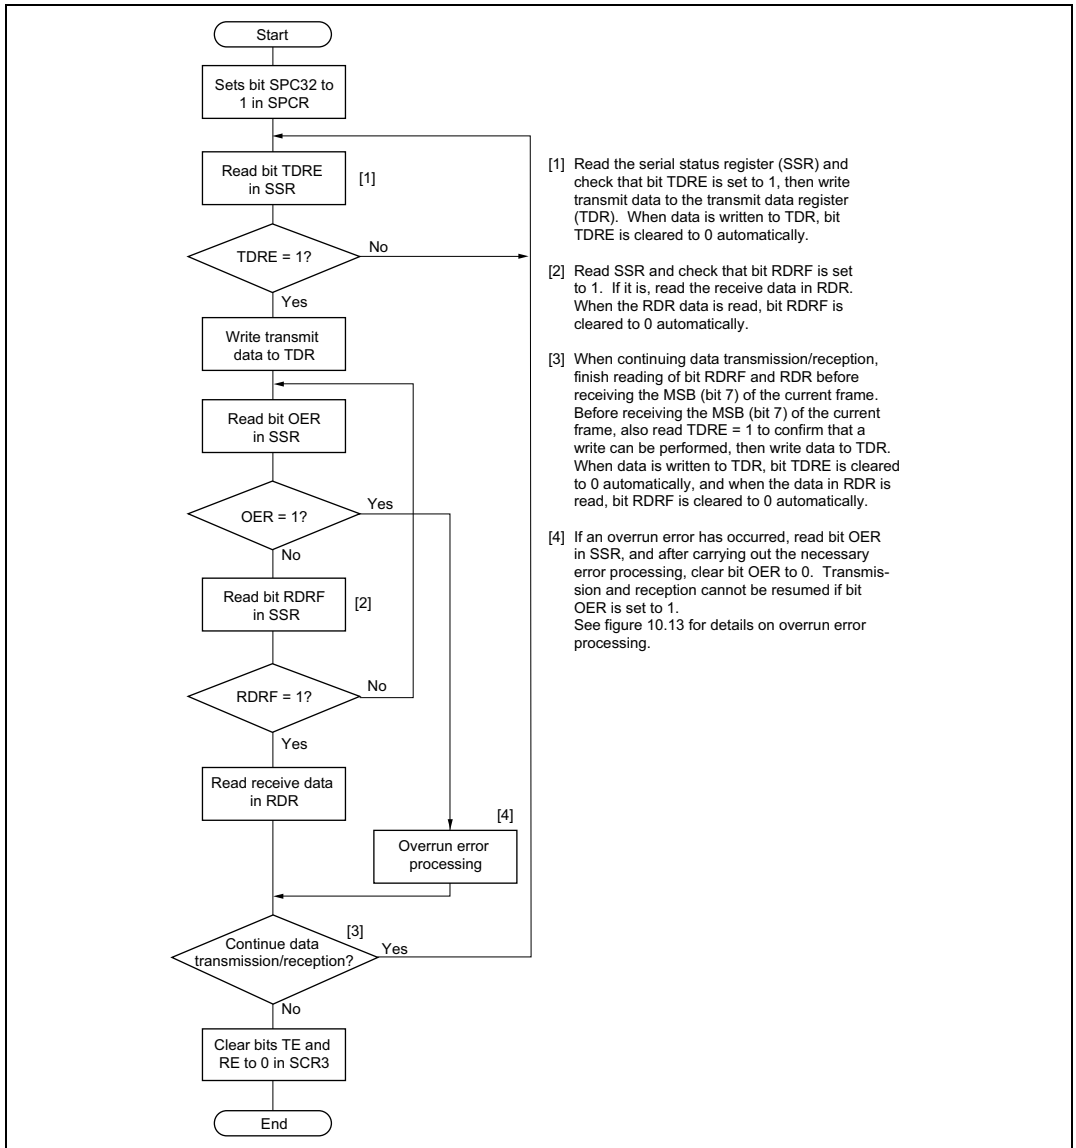 Start
Sets bit SPC32 to
1 in SPCR
Read bit TDRE
in SSR
[1]
TDRE = 1?
No
Yes
Write transmit
data to TDR
Read bit OER
in SSR
OER = 1?
Yes
No
Read bit RDRF
in SSR
[2]
RDRF = 1?
No
Yes
Read receive data
in RDR
[4]
Overrun error
processing
[3]
Continue data
transmission/reception?
Yes
No
Clear bits TE and
RE to 0 in SCR3
End
[1] Read the serial status register (SSR) and
check that bit TDRE is set to 1, then write
transmit data to the transmit data register
(TDR). When data is written to TDR, bit
TDRE is cleared to 0 automatically.
[2] Read SSR and check that bit RDRF is set
to 1. If it is, read the receive data in RDR.
When the RDR data is read, bit RDRF is
cleared to 0 automatically.
[3] When continuing data transmission/reception,
finish reading of bit RDRF and RDR before
receiving the MSB (bit 7) of the current frame.
Before receiving the MSB (bit 7) of the current
frame, also read TDRE = 1 to confirm that a
write can be performed, then write data to TDR.
When data is written to TDR, bit TDRE is cleared
to 0 automatically, and when the data in RDR is
read, bit RDRF is cleared to 0 automatically.
[4] If an overrun error has occurred, read bit OER
in SSR, and after carrying out the necessary
error processing, clear bit OER to 0. Transmis-
sion and reception cannot be resumed if bit
OER is set to 1.
See figure 10.13 for details on overrun error
processing.